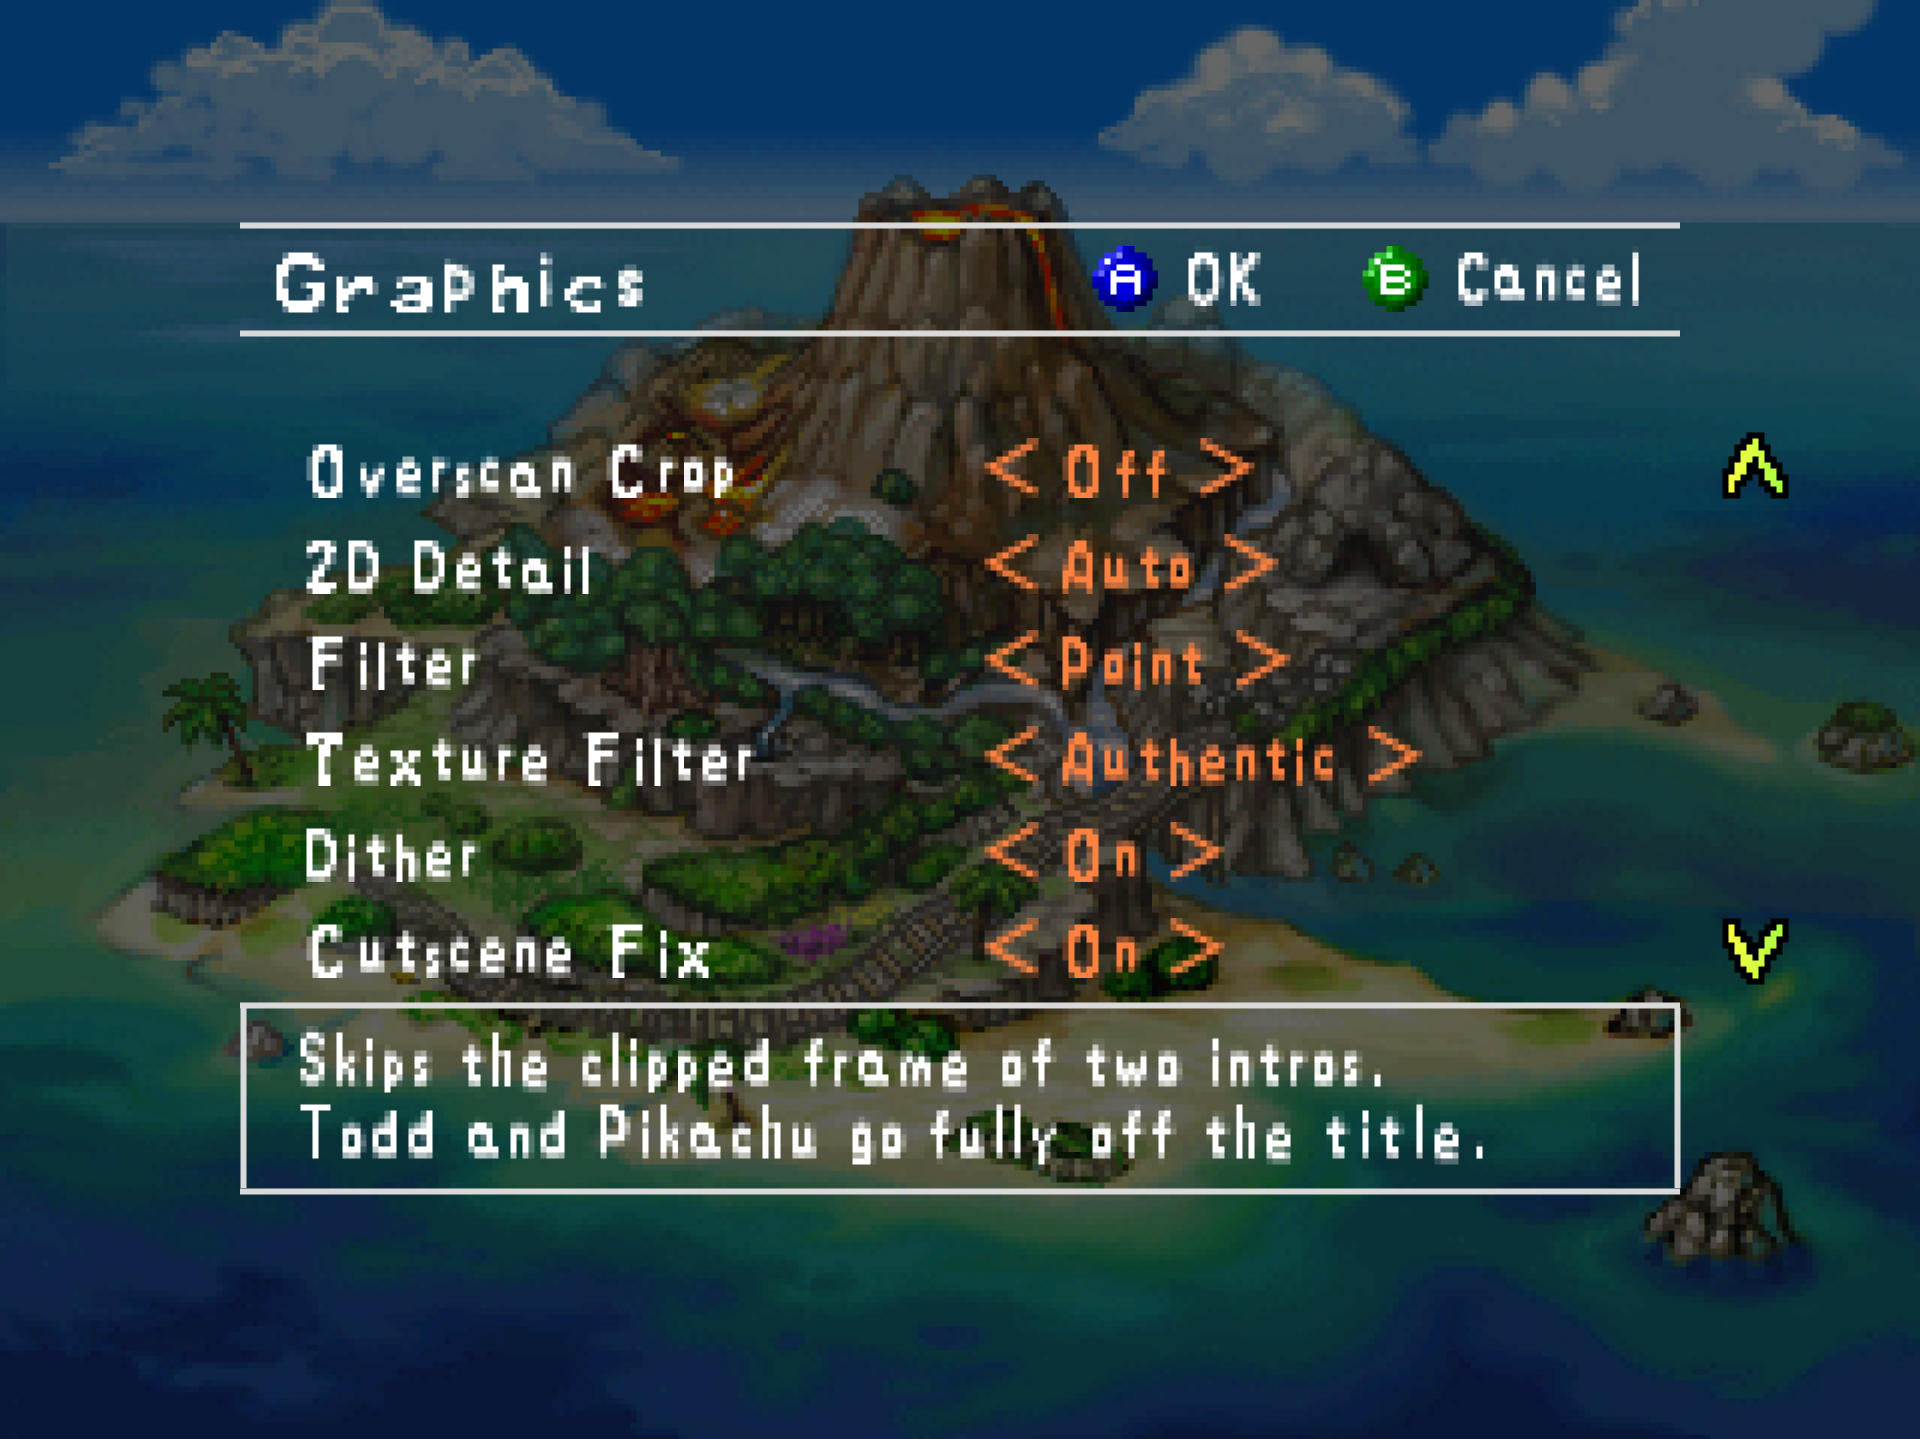 Graphics A OK B Cancel
Overscan Crop < Off >
2D Detail < Auto >
Filter < Point >
Texture Filter < Authentic >
Dither < On >
Cutscene Fix < On >
Skips the clipped frame of two intros.
Todd and Pikachu go fully off the title.